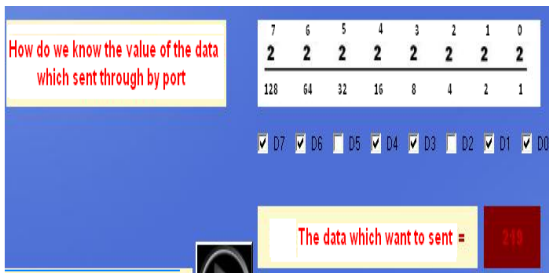 How do we know the value of the data
which sent through by port
7 6 5 4 3 2 1 0
2 2 2 2 2 2 2 2
128 64 32 16 8 4 2 1
D7 D6 D5 D4 D3 D2 D1 D0
The data which want to sent = 219